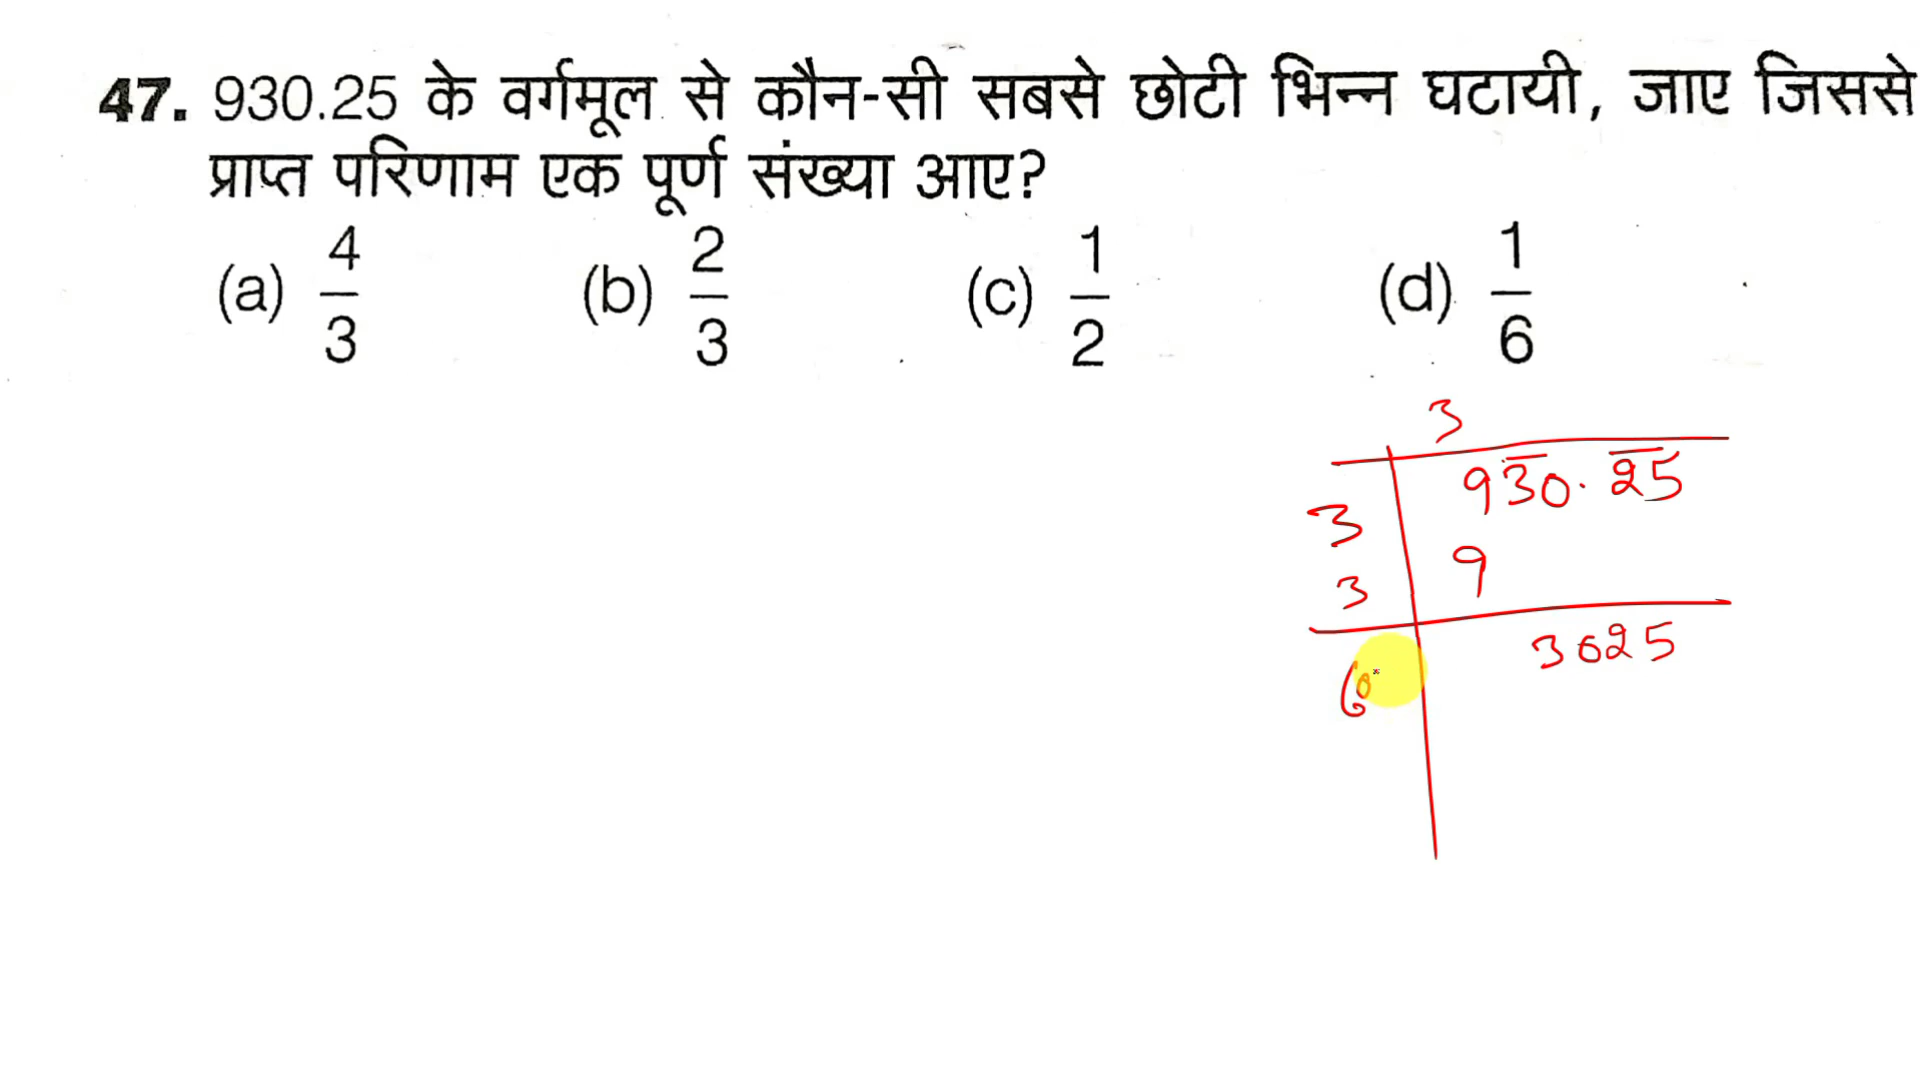 47. 930.25 के वर्गमूल से कौन-सी सबसे छोटी भिन्न घटायी, जाए जिससे
प्राप्त परिणाम एक पूर्ण संख्या आए?
(a) 4/3 (b) 2/3 (c) 1/2 (d) 1/6
3
3 930.25
3 9
60 3025